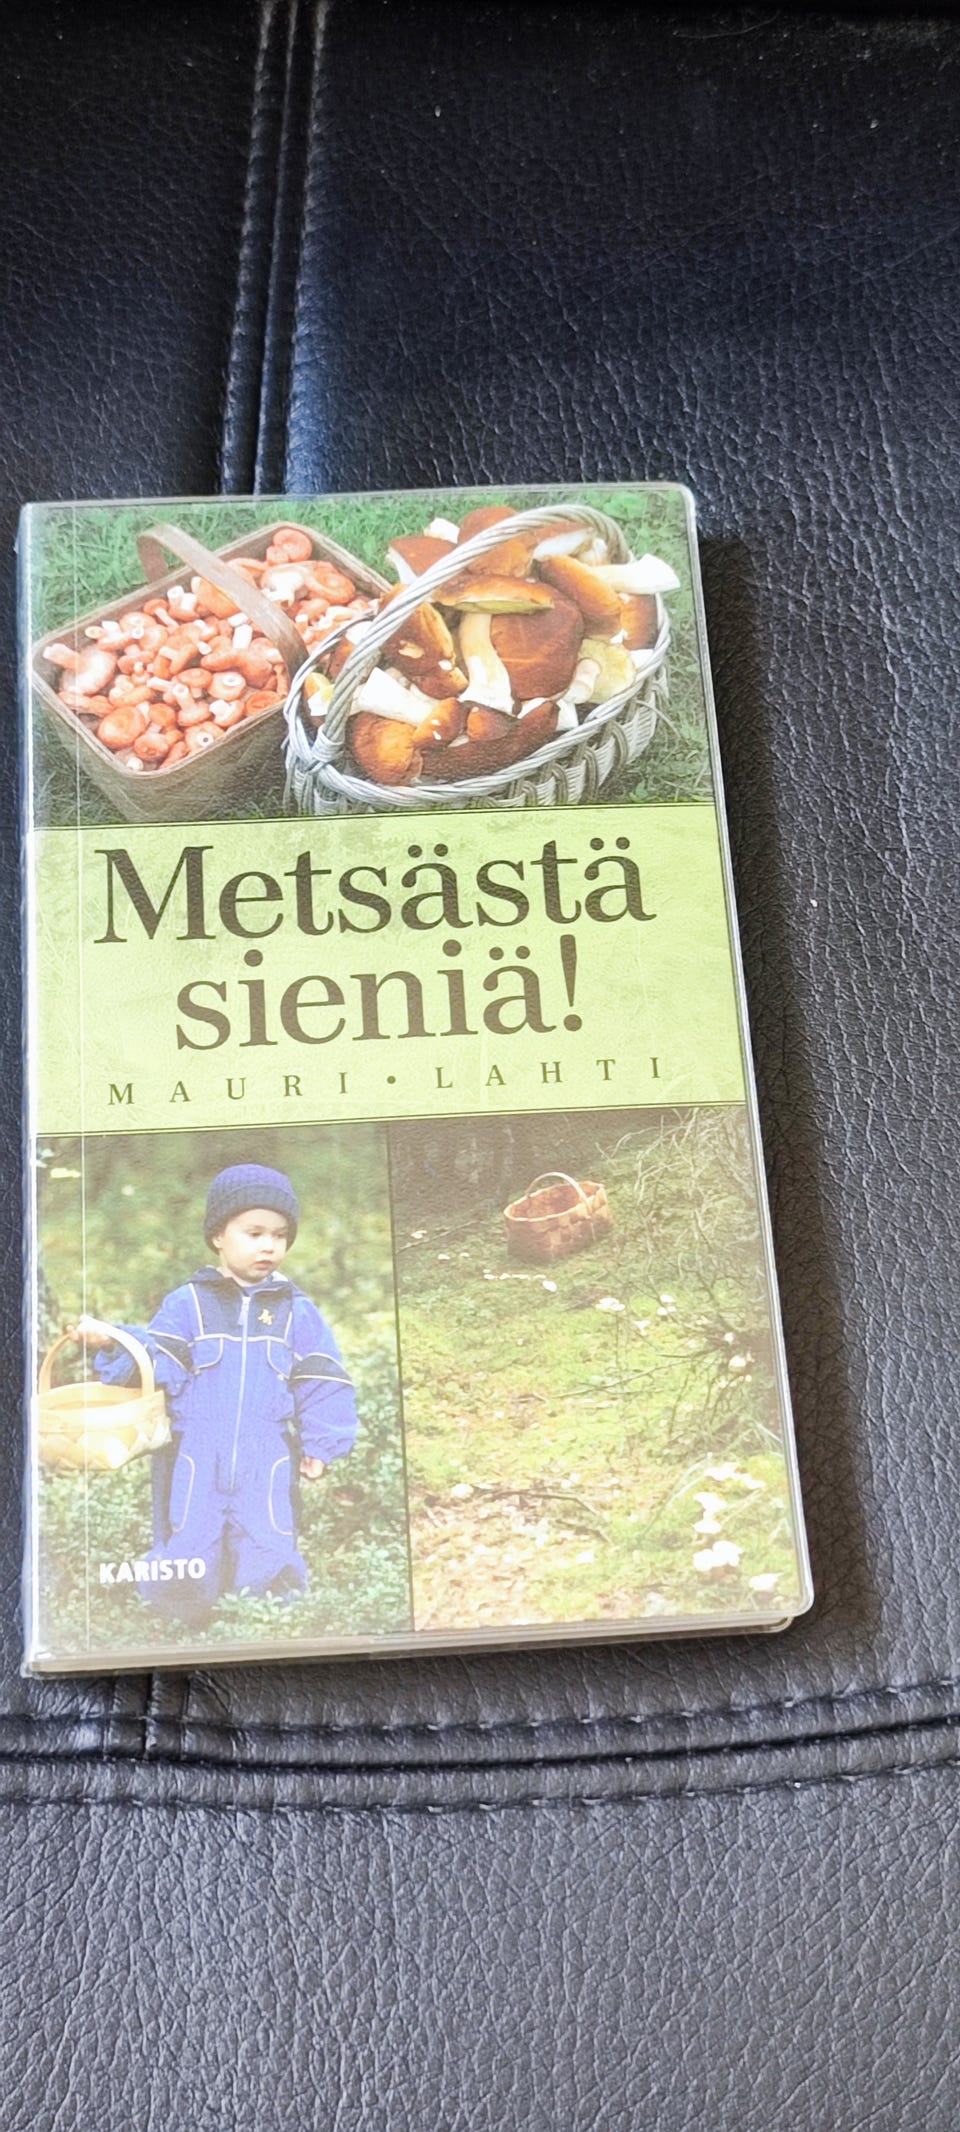 Metsästä
sieniä!
MAURI • LAHTI
KARISTO